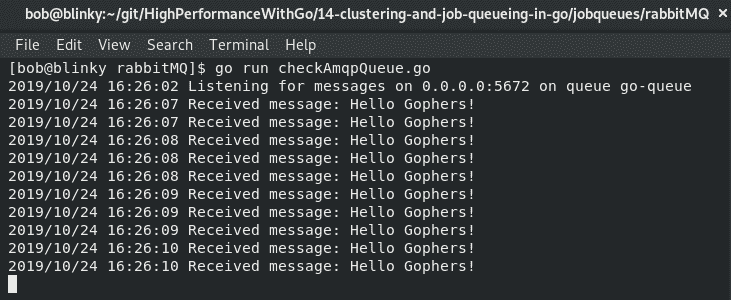 bob@blinky:~/git/HighPerformanceWithGo/14-clustering-and-job-queueing-in-go/jobqueues/rabbitMQ ×
File Edit View Search Terminal Help
[bob@blinky rabbitMQ]$ go run checkAmqpQueue.go
2019/10/24 16:26:02 Listening for messages on 0.0.0.0:5672 on queue go-queue
2019/10/24 16:26:07 Received message: Hello Gophers!
2019/10/24 16:26:07 Received message: Hello Gophers!
2019/10/24 16:26:08 Received message: Hello Gophers!
2019/10/24 16:26:08 Received message: Hello Gophers!
2019/10/24 16:26:08 Received message: Hello Gophers!
2019/10/24 16:26:09 Received message: Hello Gophers!
2019/10/24 16:26:09 Received message: Hello Gophers!
2019/10/24 16:26:09 Received message: Hello Gophers!
2019/10/24 16:26:10 Received message: Hello Gophers!
2019/10/24 16:26:10 Received message: Hello Gophers!